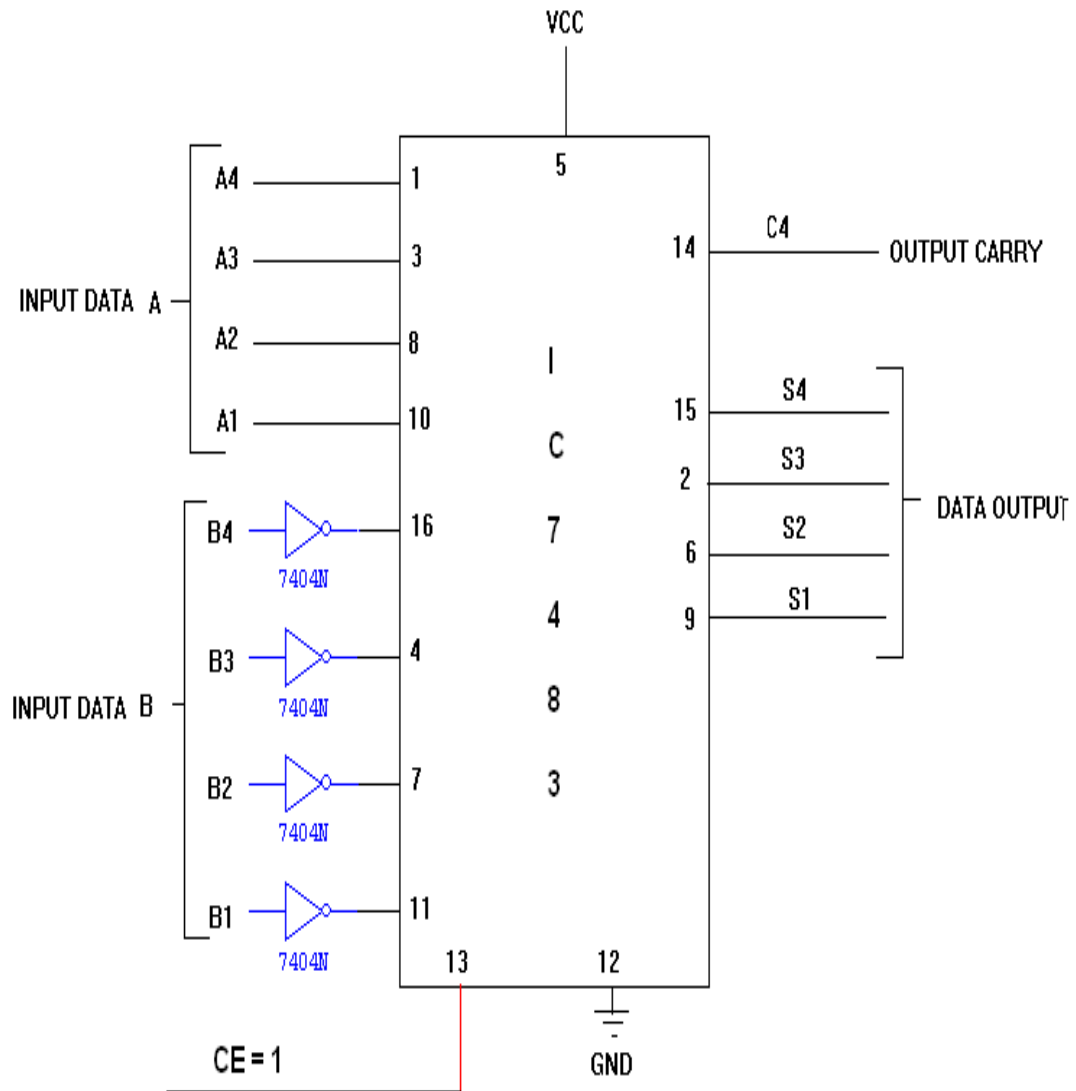 VCC
5
A4 1
A3 3
A2 8
A1 10
INPUT DATA A
14 C4 OUTPUT CARRY
I
C
7
4
8
3
15 S4
2 S3
6 S2
9 S1
DATA OUTPUT
B4 16
7404N
B3 4
7404N
INPUT DATA B
B2 7
7404N
B1 11
7404N
13 12
CE = 1
GND